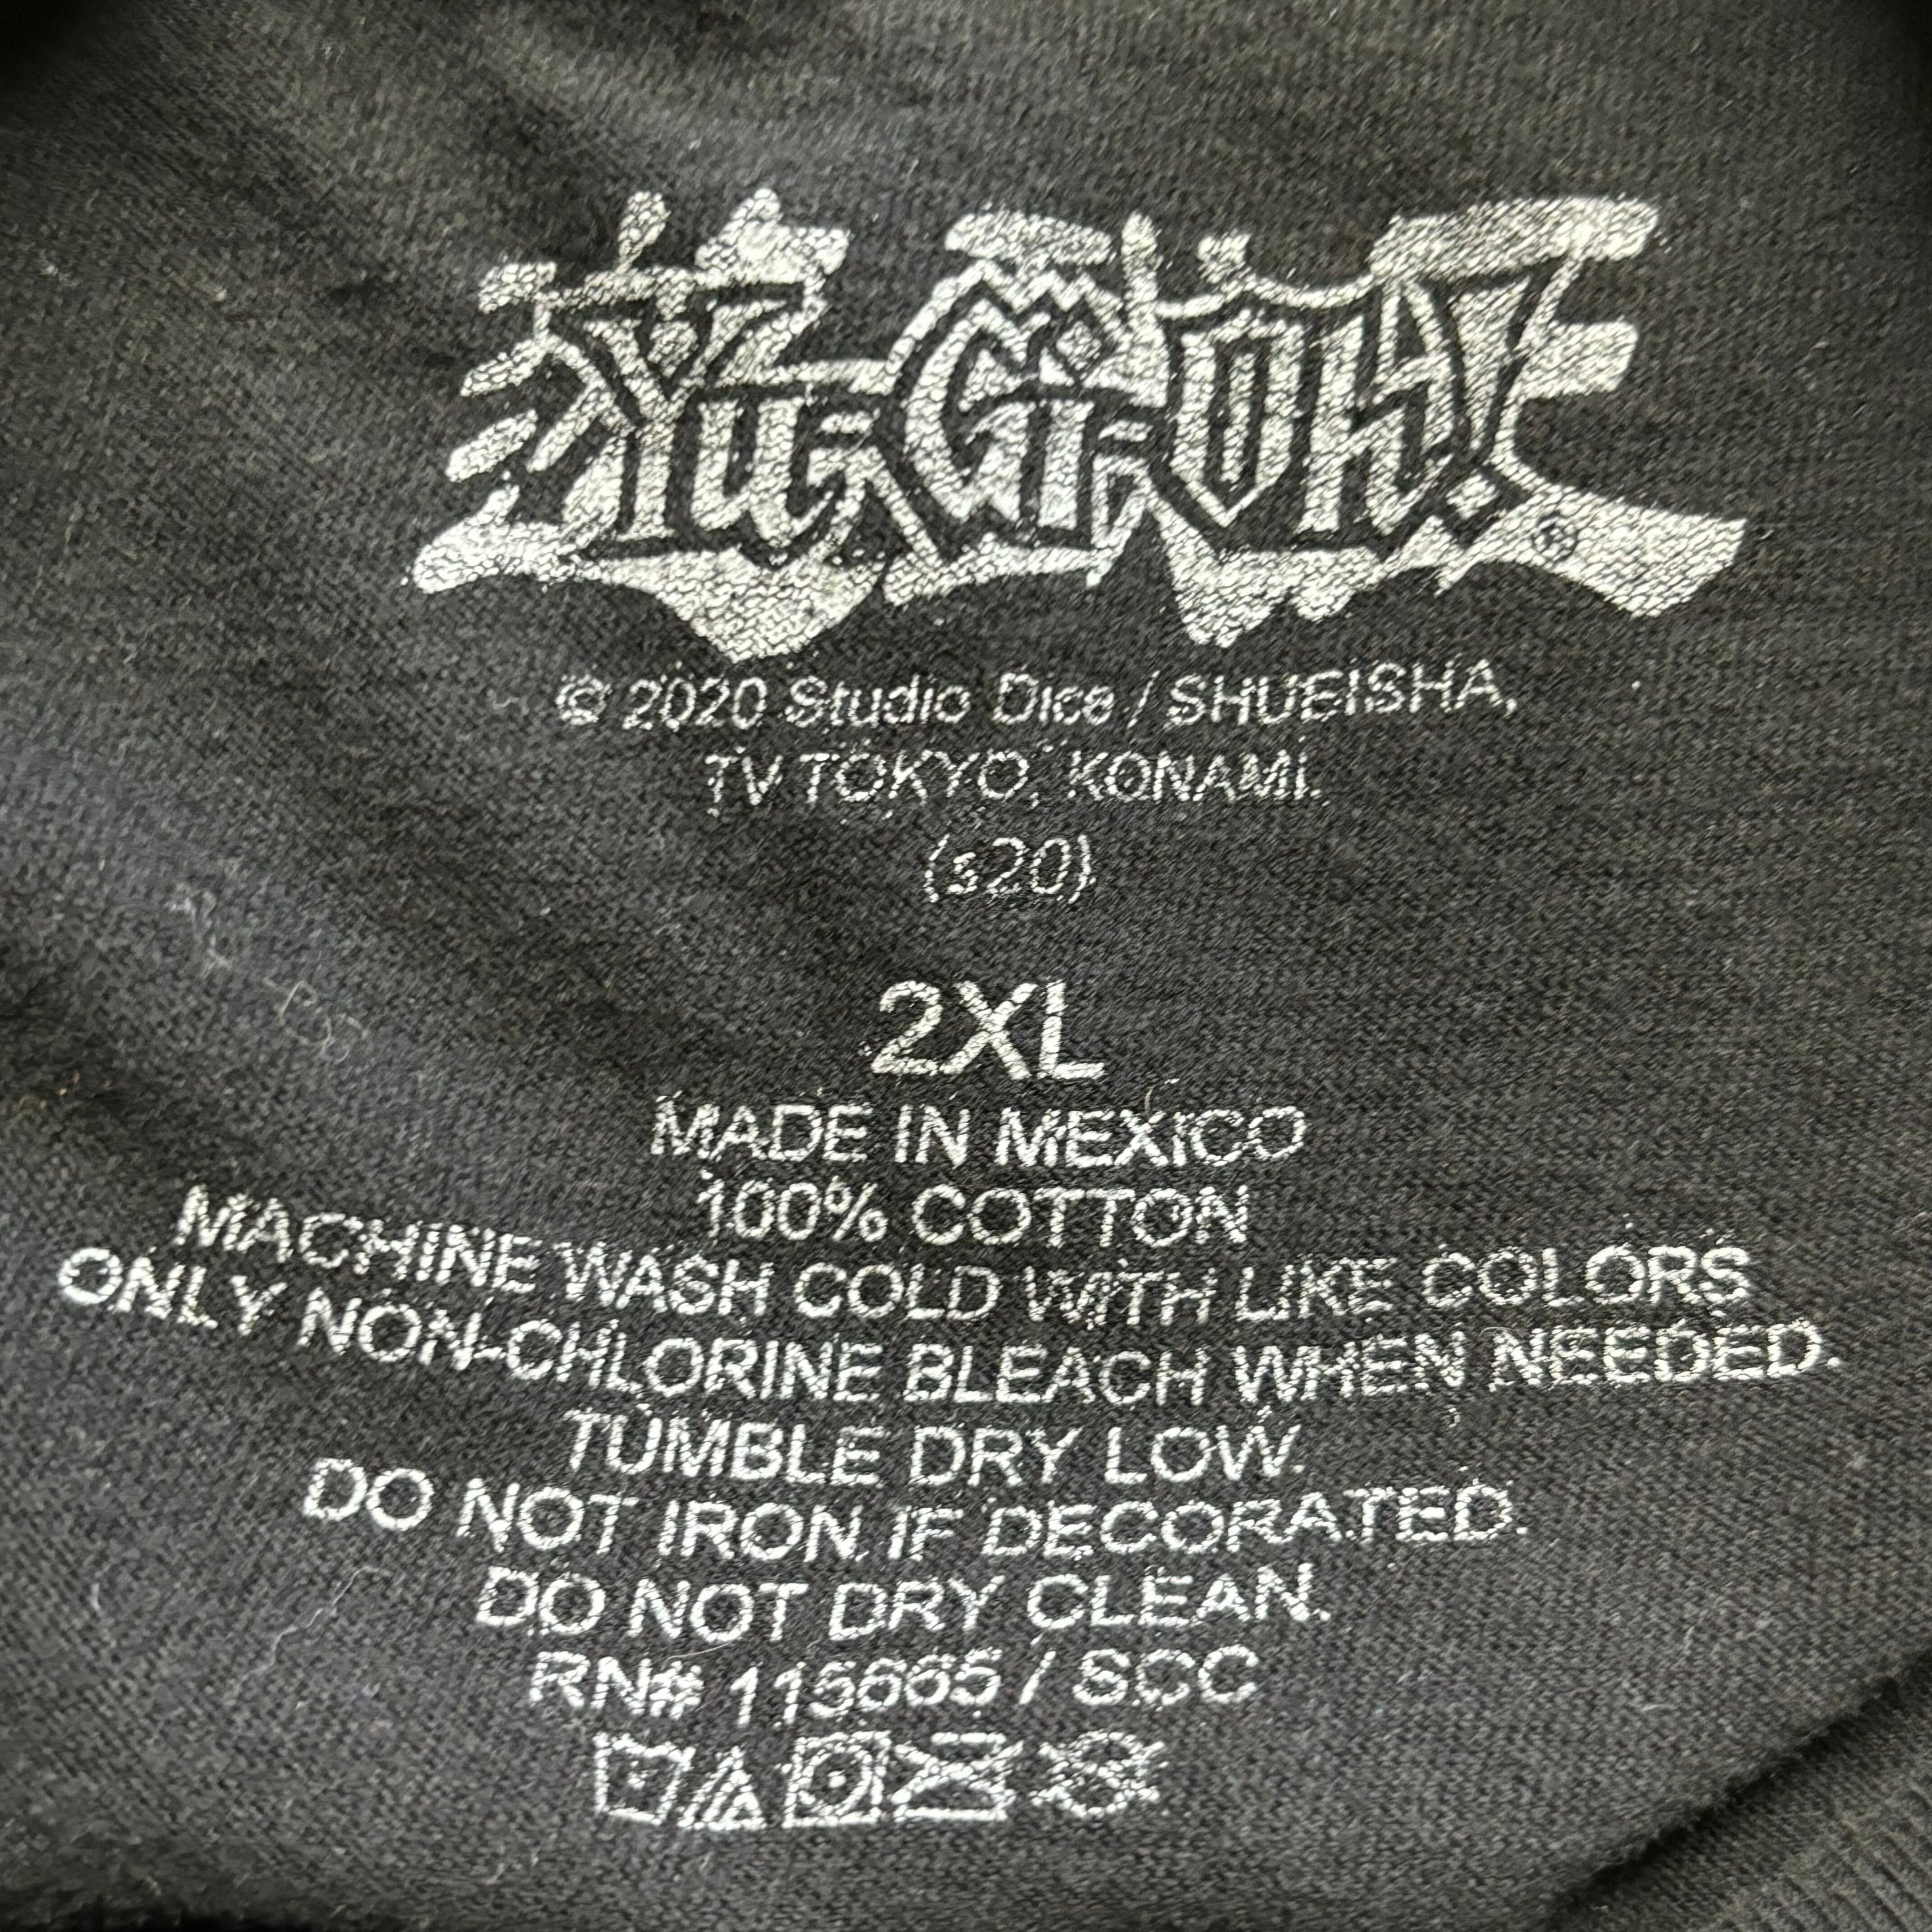 Yu-Gi-Oh! ®
© 2020 Studio Dice / SHUEISHA,
TV TOKYO, KONAMI.
(s20)
2XL
MADE IN MEXICO
100% COTTON
MACHINE WASH COLD WITH LIKE COLORS
ONLY NON-CHLORINE BLEACH WHEN NEEDED.
TUMBLE DRY LOW.
DO NOT IRON IF DECORATED.
DO NOT DRY CLEAN.
RN# 115665 / SCC